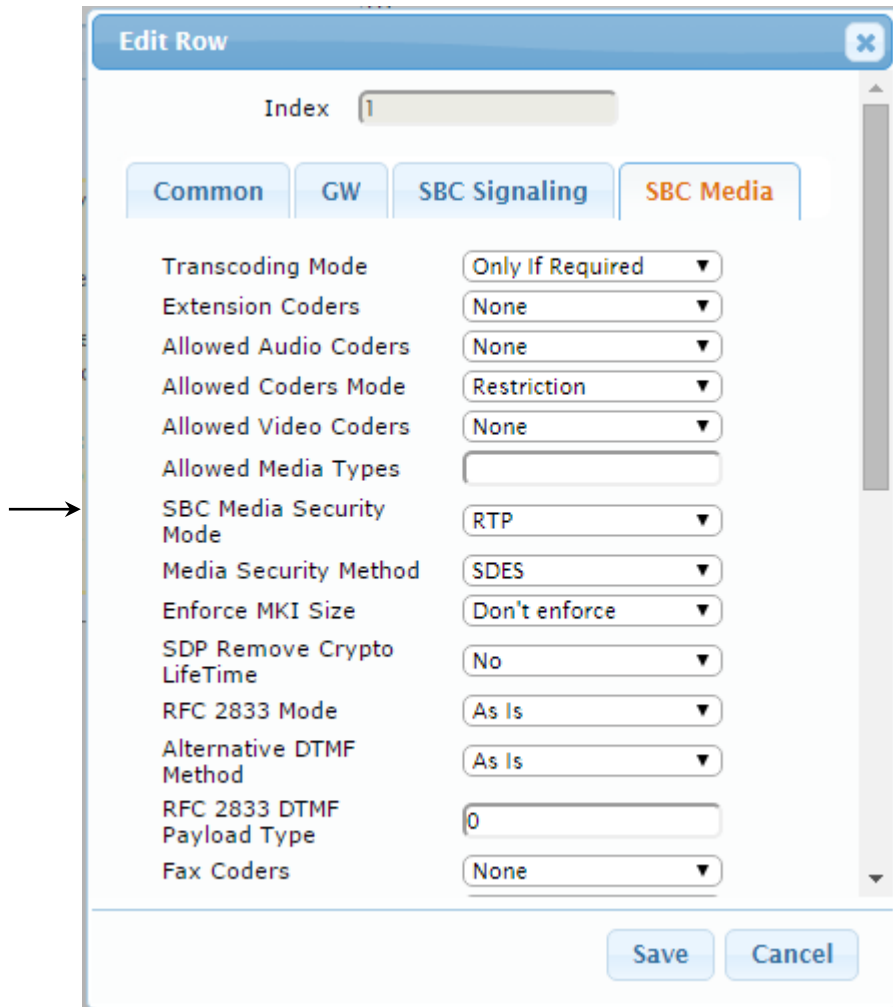 Edit Row
Index 1
Common GW SBC Signaling SBC Media
Transcoding Mode Only If Required
Extension Coders None
Allowed Audio Coders None
Allowed Coders Mode Restriction
Allowed Video Coders None
Allowed Media Types
SBC Media Security
Mode RTP
Media Security Method SDES
Enforce MKI Size Don't enforce
SDP Remove Crypto
LifeTime No
RFC 2833 Mode As Is
Alternative DTMF
Method As Is
RFC 2833 DTMF
Payload Type 0
Fax Coders None
Save Cancel